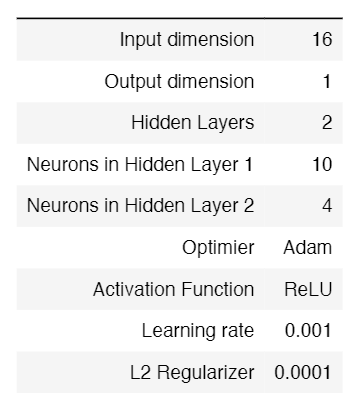 Input dimension 16
Output dimension 1
Hidden Layers 2
Neurons in Hidden Layer 1 10
Neurons in Hidden Layer 2 4
Optimier Adam
Activation Function ReLU
Learning rate 0.001
L2 Regularizer 0.0001